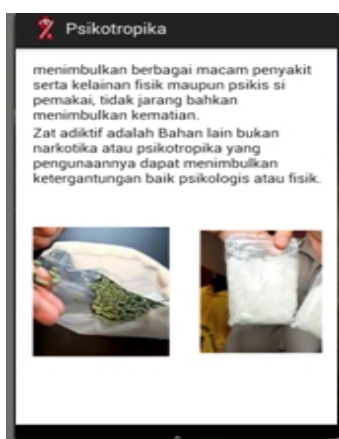 Psikotropika
menimbulkan berbagai macam penyakit
serta kelainan fisik maupun psikis si
pemakai, tidak jarang bahkan
menimbulkan kematian.
Zat adiktif adalah Bahan lain bukan
narkotika atau psikotropika yang
pengunaannya dapat menimbulkan
ketergantungan baik psikologis atau fisik.